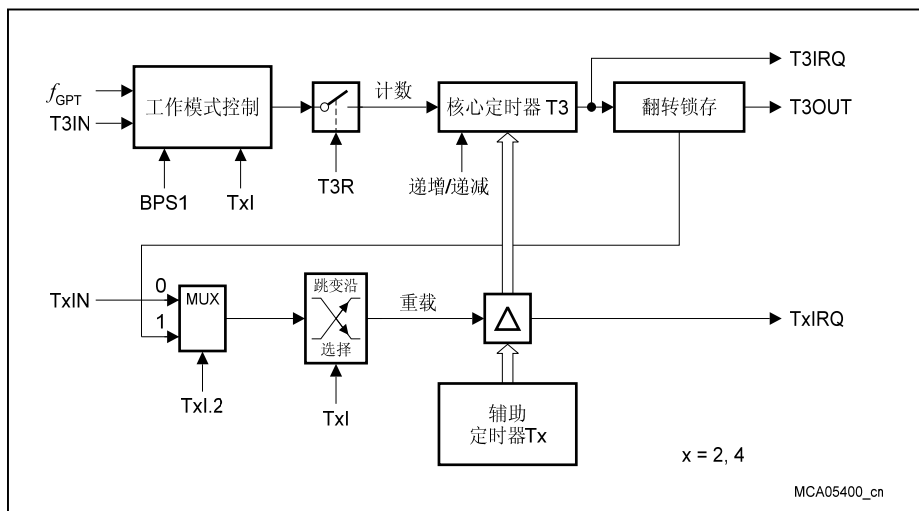 T3IRQ
f GPT
T3IN
工作模式控制
计数
核心定时器 T3
翻转锁存
T3OUT
BPS1
TxI
T3R
递增/递减
TxIN
0
1
MUX
跳变沿
选择
重载
TxIRQ
TxI.2
TxI
辅助
定时器Tx
x = 2, 4
MCA05400_cn